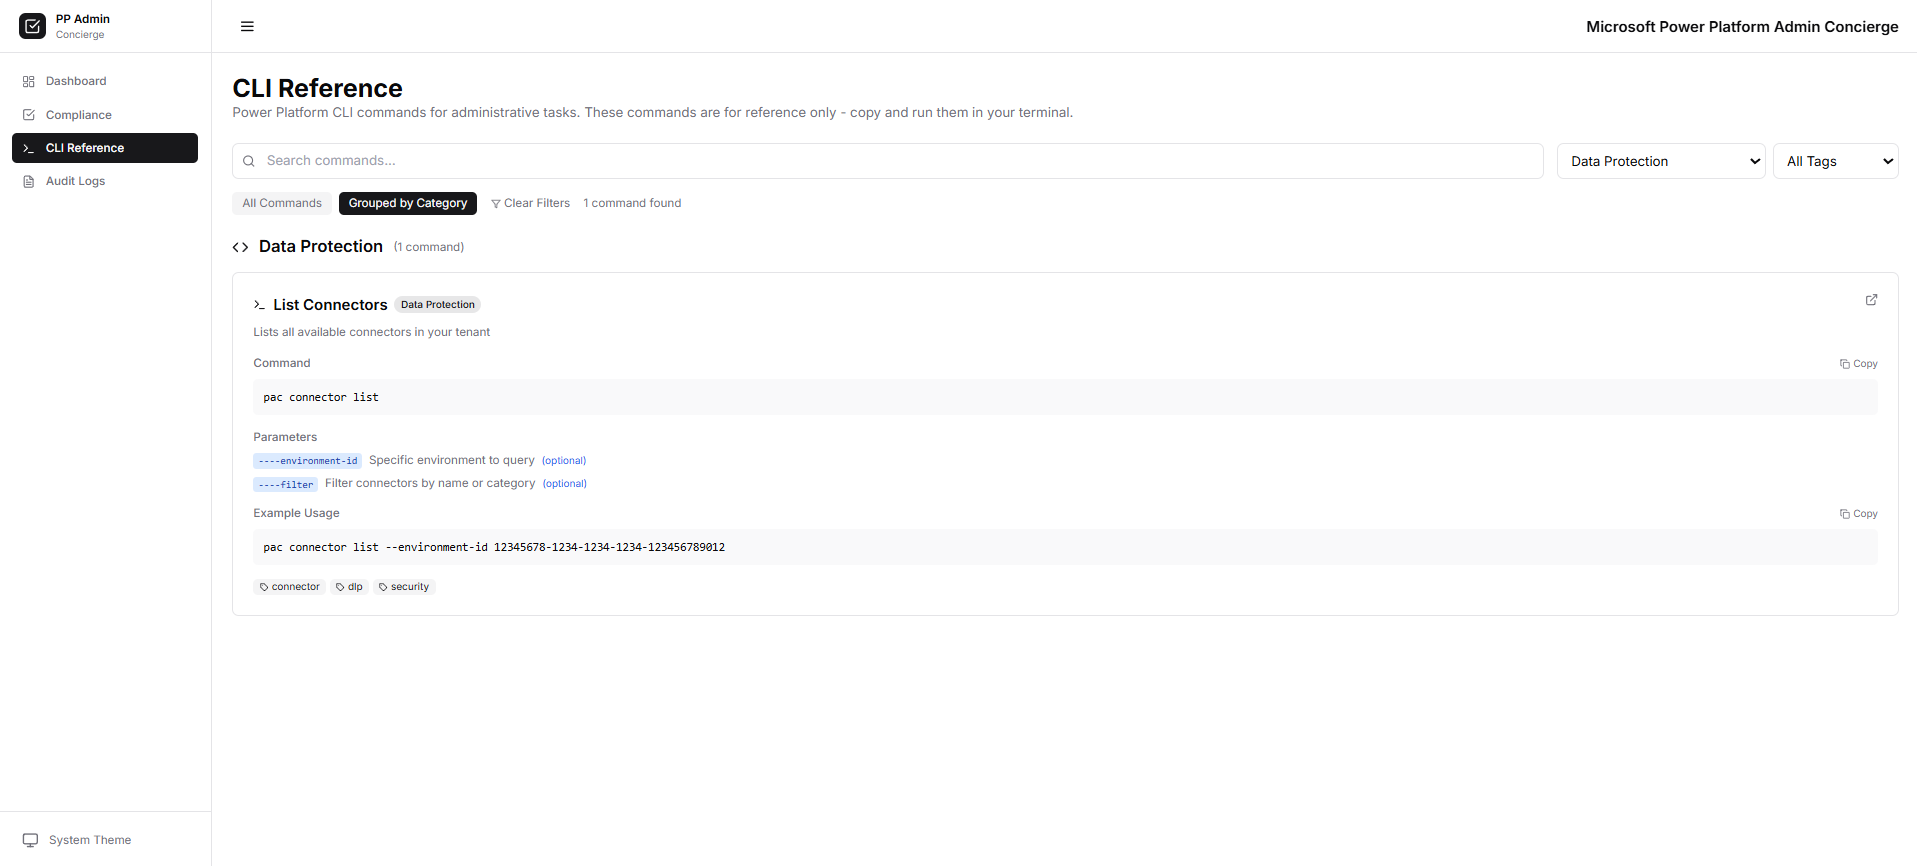 PP Admin
Concierge
Microsoft Power Platform Admin Concierge
Dashboard
Compliance
CLI Reference
Audit Logs
System Theme
CLI Reference
Power Platform CLI commands for administrative tasks. These commands are for reference only - copy and run them in your terminal.
Search commands...
Data Protection
All Tags
All Commands
Grouped by Category
Clear Filters
1 command found
Data Protection (1 command)
List Connectors Data Protection
Lists all available connectors in your tenant
Command
Copy
pac connector list
Parameters
----environment-id Specific environment to query (optional)
----filter Filter connectors by name or category (optional)
Example Usage
Copy
pac connector list --environment-id 12345678-1234-1234-1234-123456789012
connector dlp security